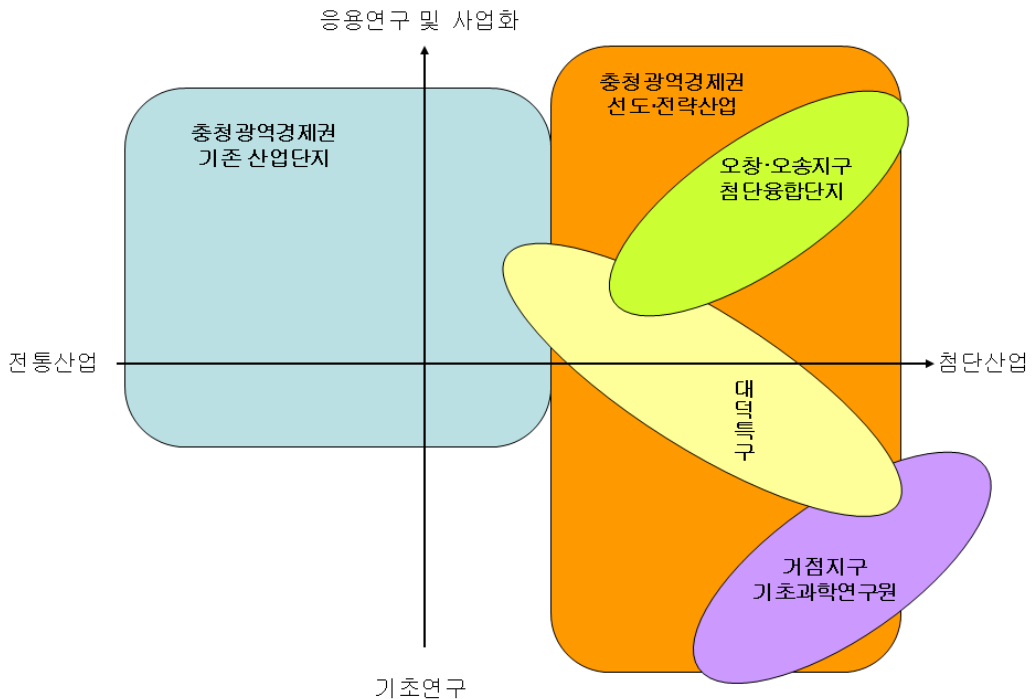 응용연구 및 사업화
충청광역경제권
선도·전략산업
충청광역경제권
기존 산업단지
오창·오송지구
첨단융합단지
전통산업
첨단산업
대덕특구
거점지구
기초과학연구원
기초연구